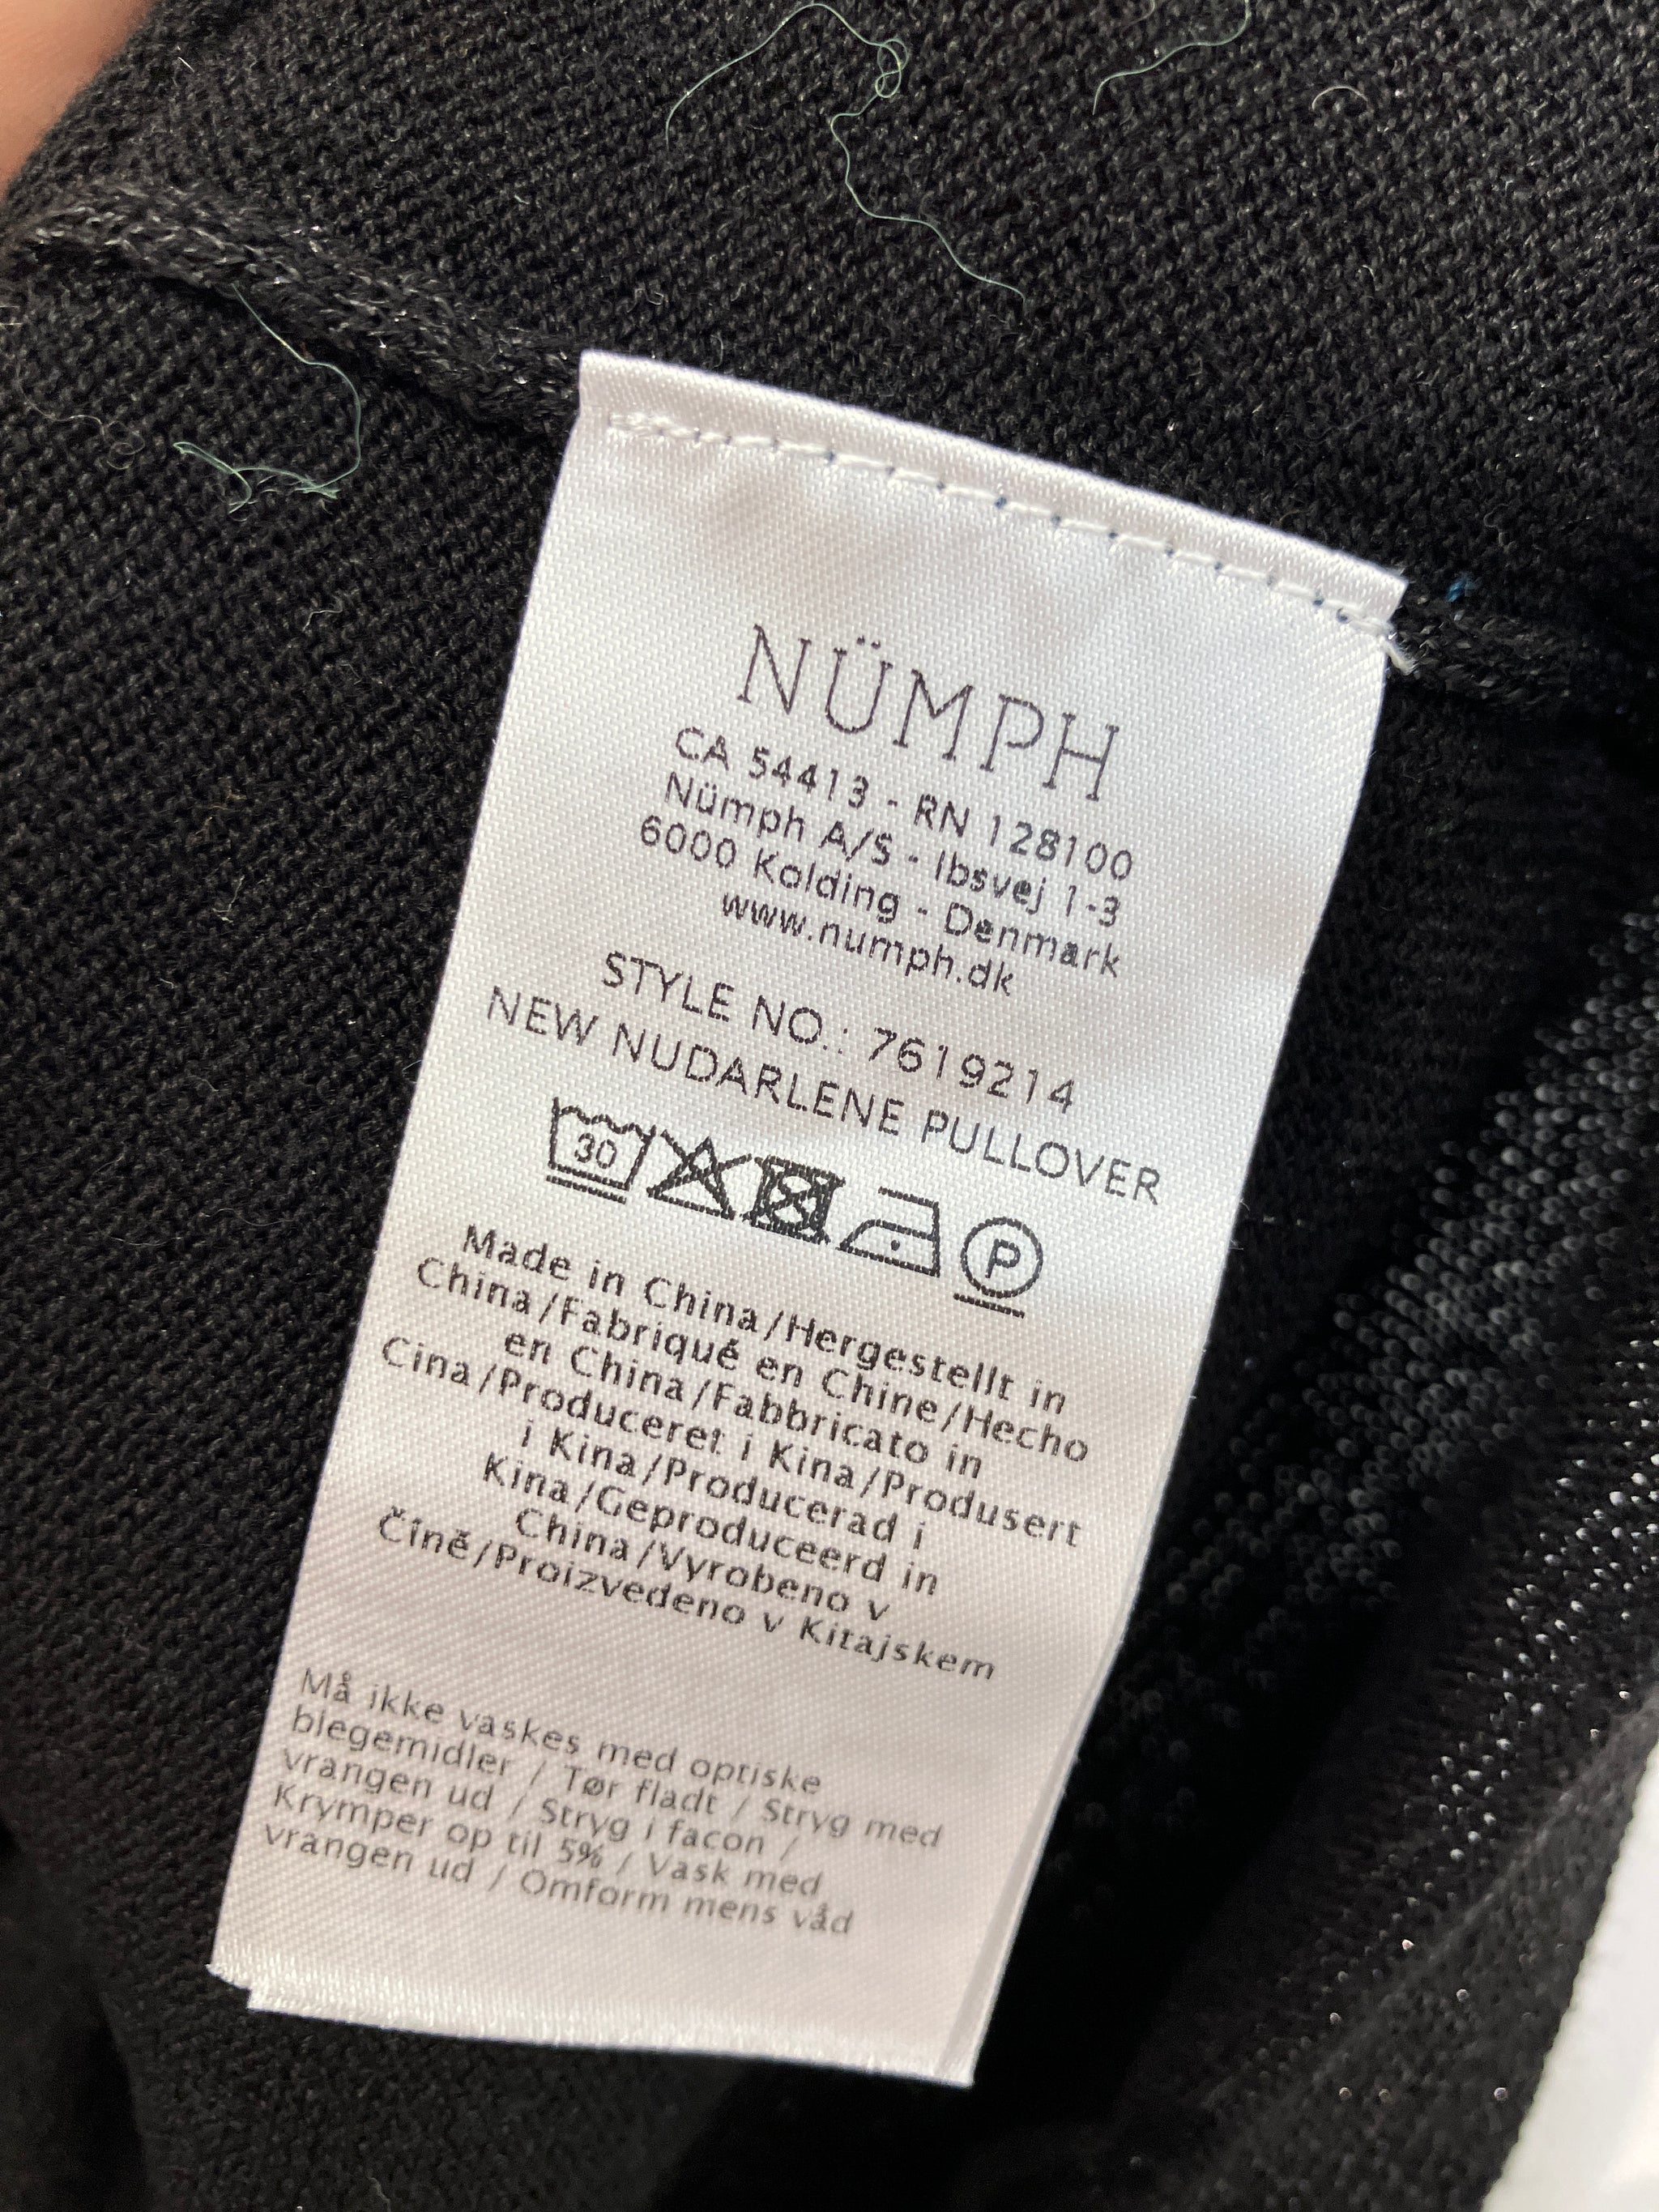 NÜMPH
CA 54413 - RN 128100
Nümph A/S - Ibsvej 1-3
6000 Kolding - Denmark
www.numph.dk
STYLE NO.: 7619214
NEW NUDARLENE PULLOVER
30 P
Made in China/Hergestellt in
China/Fabriqué en Chine/Hecho
en China/Fabbricato in
Cina/Produceret i Kina/Produsert
i Kina/Producerad i
Kina/Geproduceerd in
China/Vyrobeno v
Číně/Proizvedeno v Kitajskem
Må ikke vaskes med optiske
blegemidler / Tør fladt / Stryg med
vrangen ud / Stryg i facon /
Krymper op til 5% / Vask med
vrangen ud / Omform mens våd